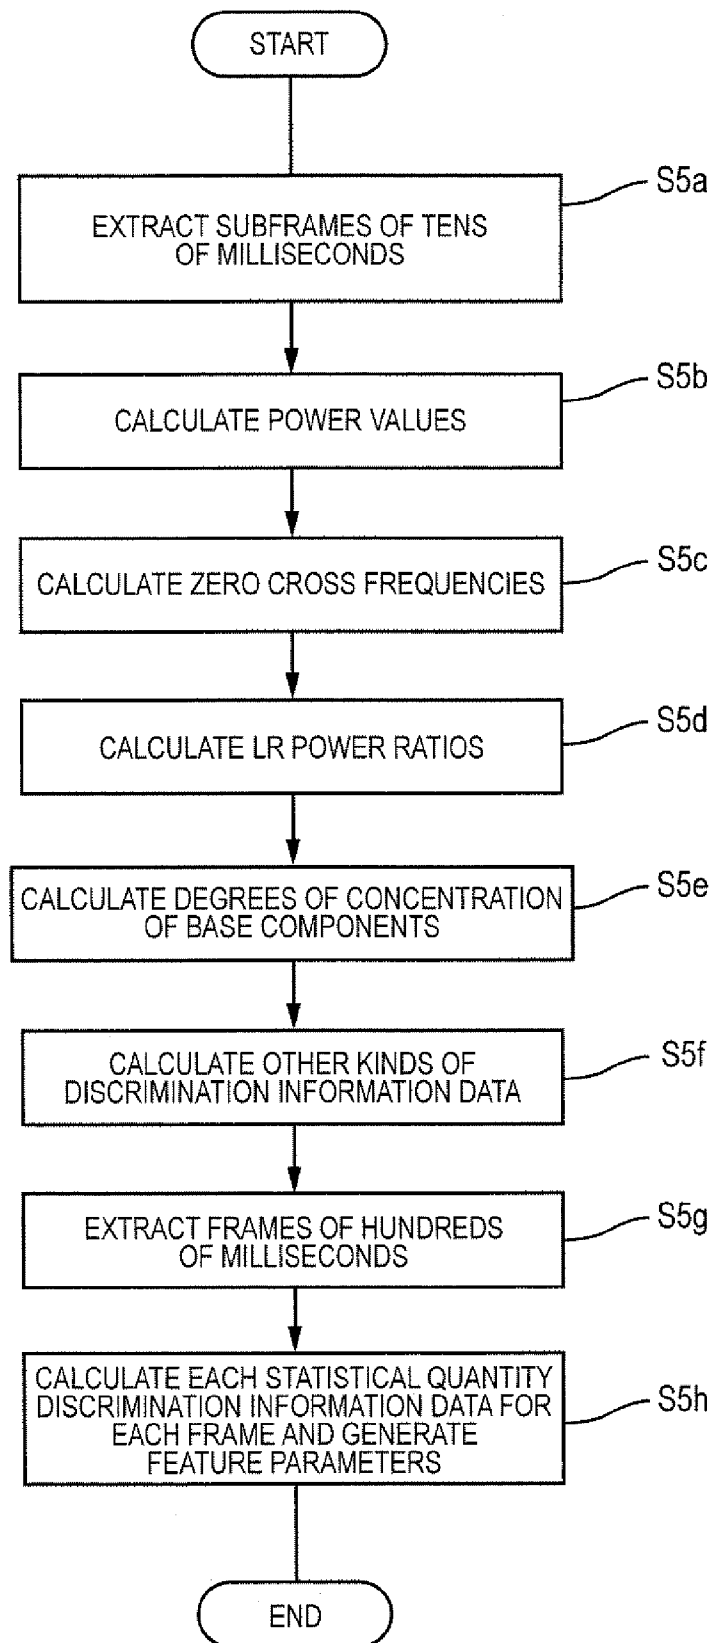 START
S5a
EXTRACT SUBFRAMES OF TENS
OF MILLISECONDS
S5b
CALCULATE POWER VALUES
S5c
CALCULATE ZERO CROSS FREQUENCIES
S5d
CALCULATE LR POWER RATIOS
S5e
CALCULATE DEGREES OF CONCENTRATION
OF BASE COMPONENTS
S5f
CALCULATE OTHER KINDS OF
DISCRIMINATION INFORMATION DATA
S5g
EXTRACT FRAMES OF HUNDREDS
OF MILLISECONDS
S5h
CALCULATE EACH STATISTICAL QUANTITY
DISCRIMINATION INFORMATION DATA FOR
EACH FRAME AND GENERATE
FEATURE PARAMETERS
END